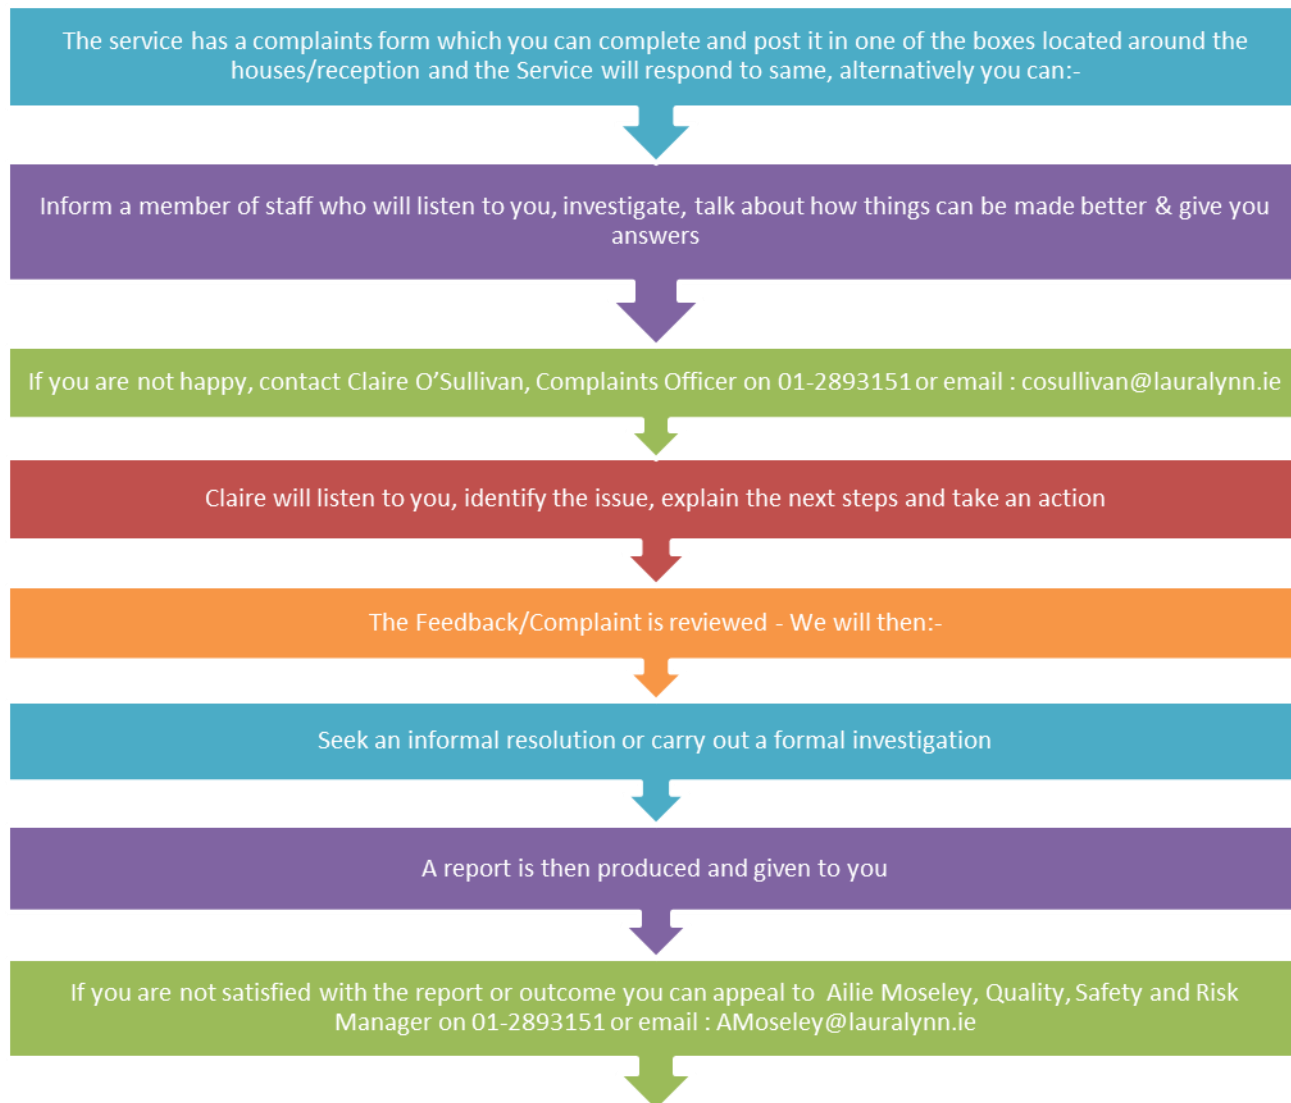 The service has a complaints form which you can complete and post it in one of the boxes located around the
houses/reception and the Service will respond to same, alternatively you can:-
Inform a member of staff who will listen to you, investigate, talk about how things can be made better & give you
answers
If you are not happy, contact Claire O’Sullivan, Complaints Officer on 01-2893151 or email : cosullivan@lauralynn.ie
Claire will listen to you, identify the issue, explain the next steps and take an action
The Feedback/Complaint is reviewed - We will then:-
Seek an informal resolution or carry out a formal investigation
A report is then produced and given to you
If you are not satisfied with the report or outcome you can appeal to  Ailie Moseley, Quality, Safety and Risk
Manager on 01-2893151 or email : AMoseley@lauralynn.ie